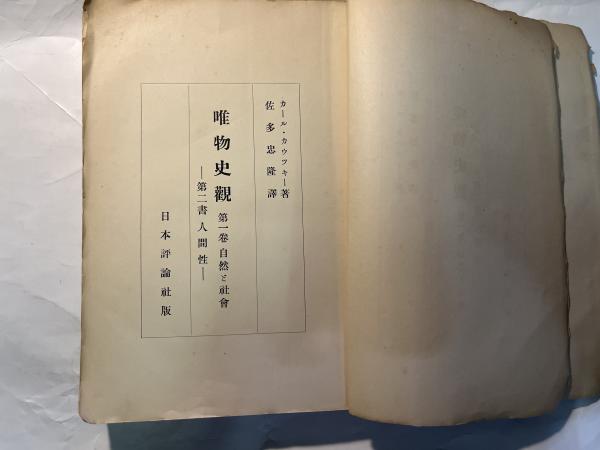 カール・カウツキー著
佐多忠隆譯
唯物史觀 第一卷 自然と社會
―第二書 人間性―
日本評論社版